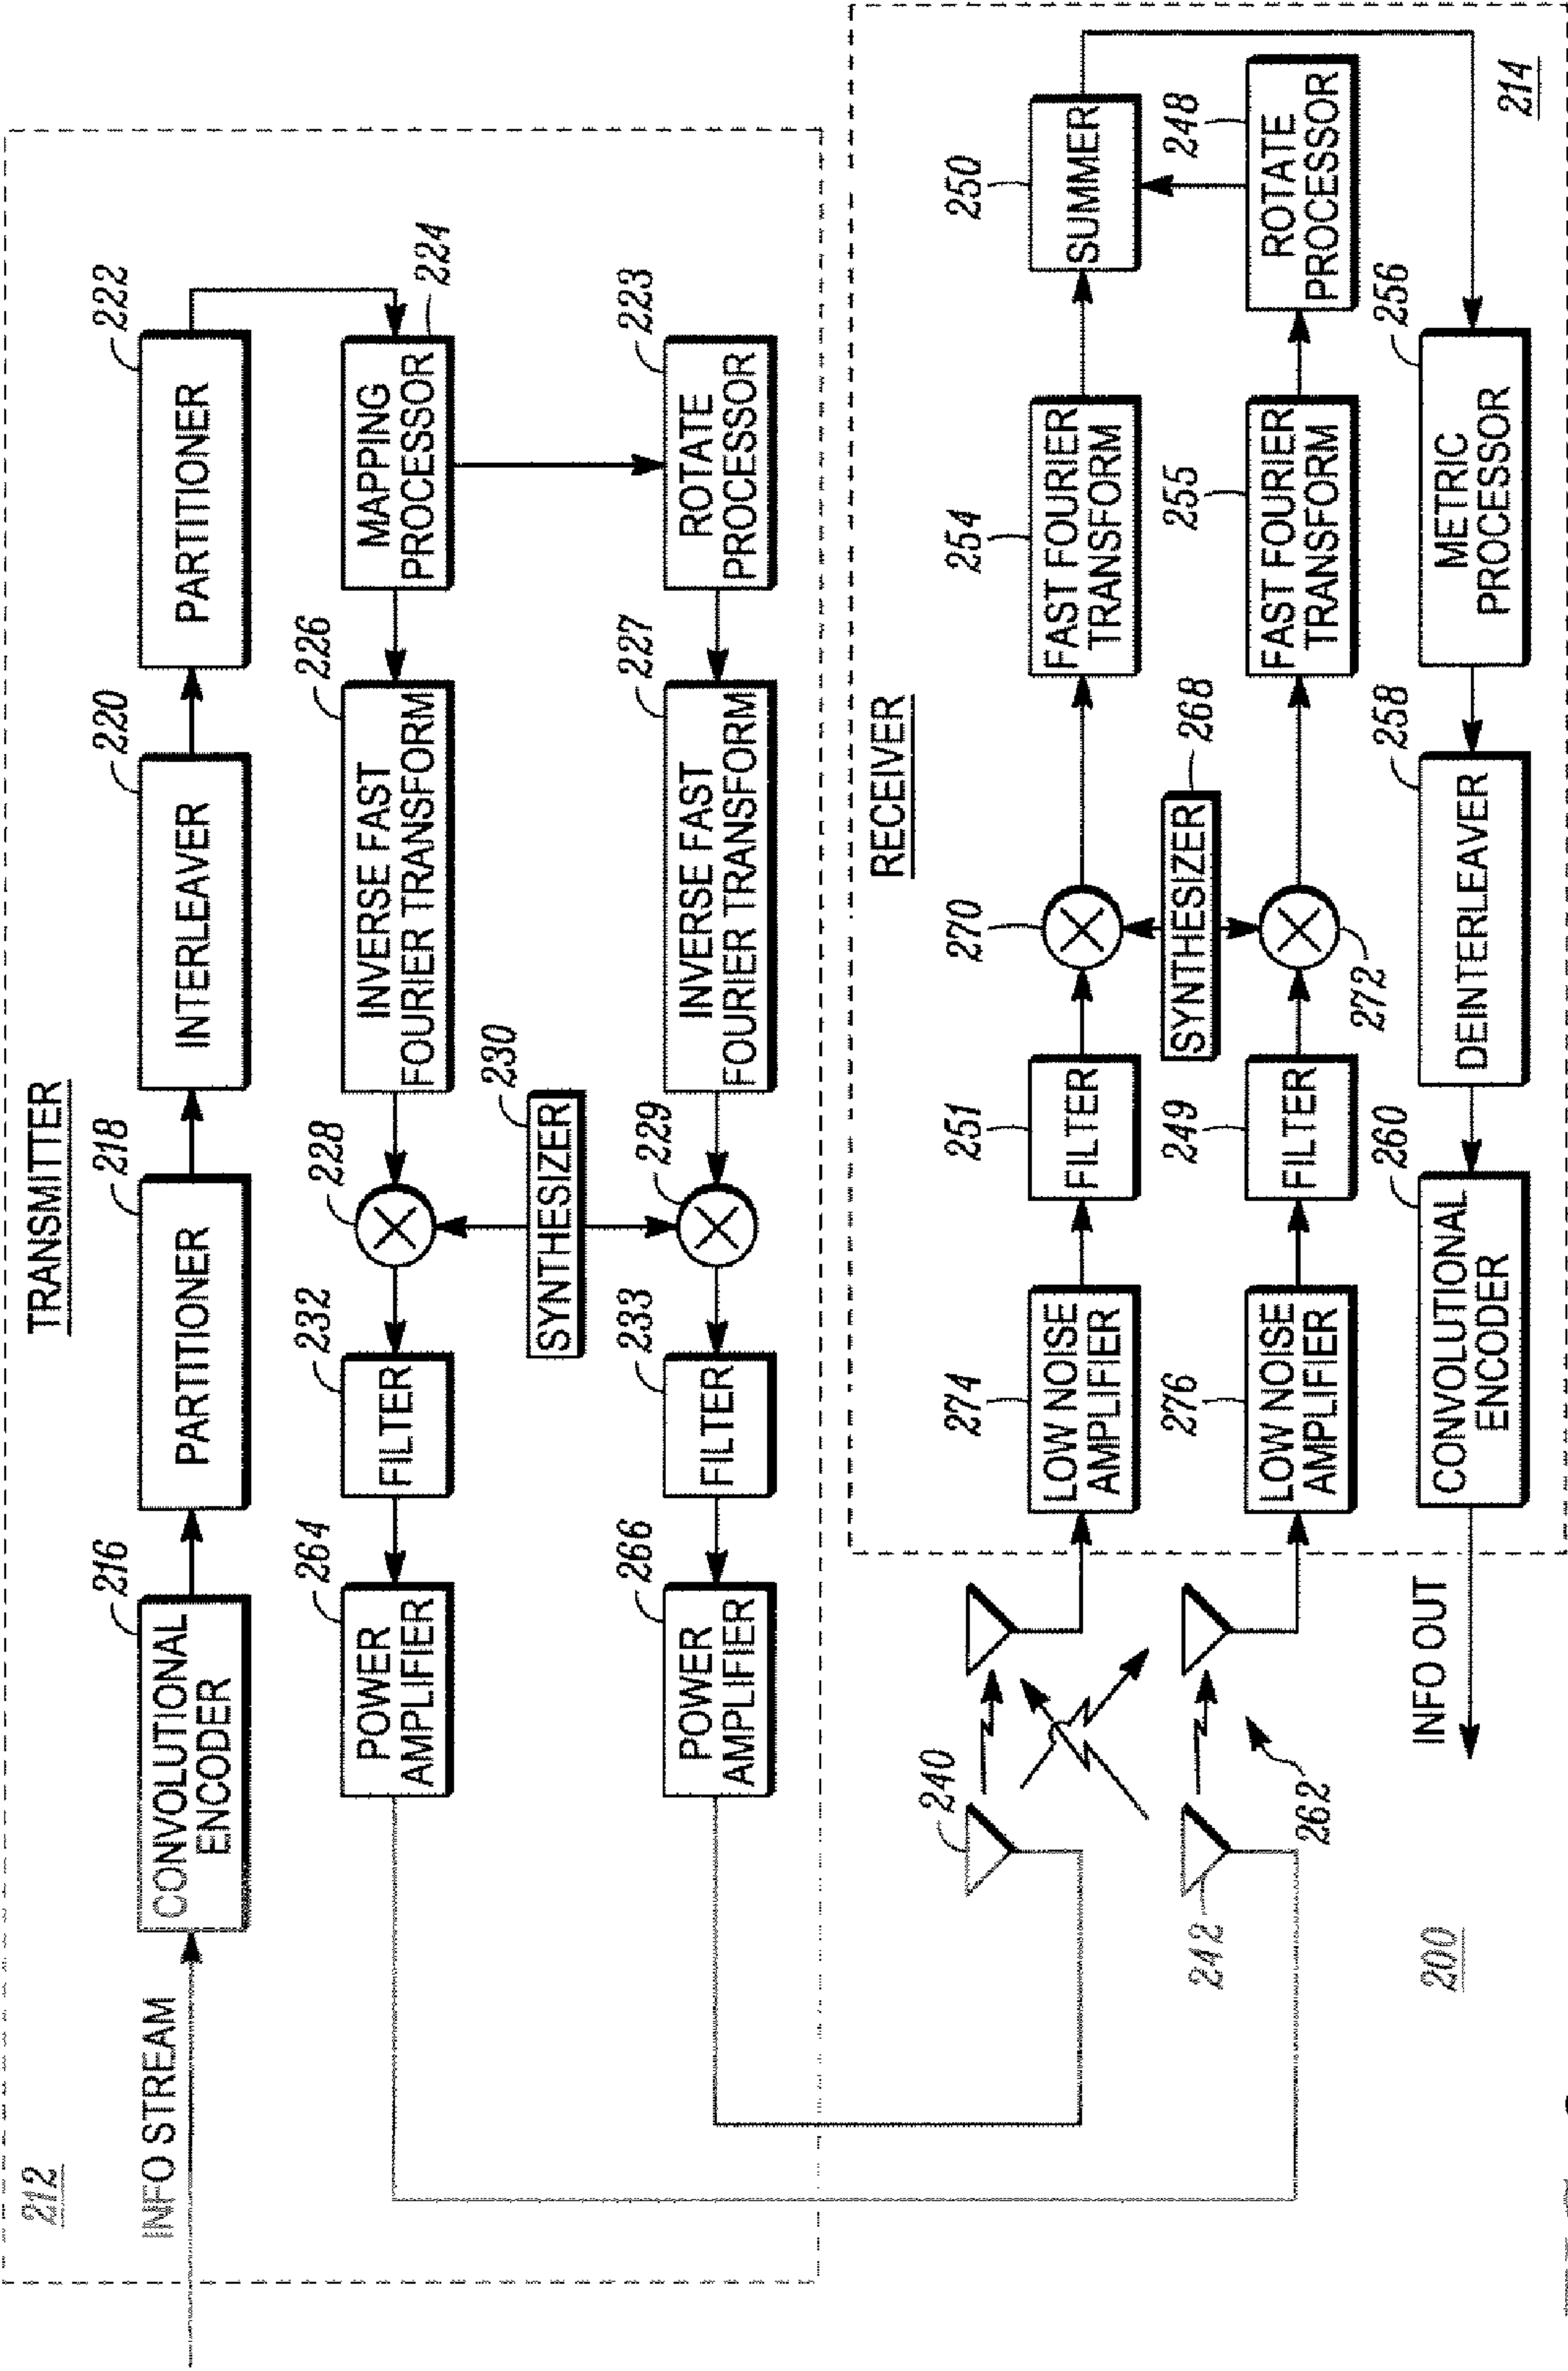 TRANSMITTER
212
INFO STREAM
216
CONVOLUTIONAL
ENCODER
218
PARTITIONER
220
INTERLEAVER
222
PARTITIONER
264
POWER
AMPLIFIER
232
FILTER
228
226
INVERSE FAST
FOURIER TRANSFORM
MAPPING
PROCESSOR
224
230
SYNTHESIZER
266
POWER
AMPLIFIER
233
FILTER
229
227
INVERSE FAST
FOURIER TRANSFORM
223
ROTATE
PROCESSOR
RECEIVER
240
274
LOW NOISE
AMPLIFIER
251
FILTER
270
254
FAST FOURIER
TRANSFORM
250
SUMMER
268
SYNTHESIZER
242
262
276
LOW NOISE
AMPLIFIER
249
FILTER
272
255
FAST FOURIER
TRANSFORM
248
ROTATE
PROCESSOR
INFO OUT
260
CONVOLUTIONAL
ENCODER
258
DEINTERLEAVER
256
METRIC
PROCESSOR
214
200